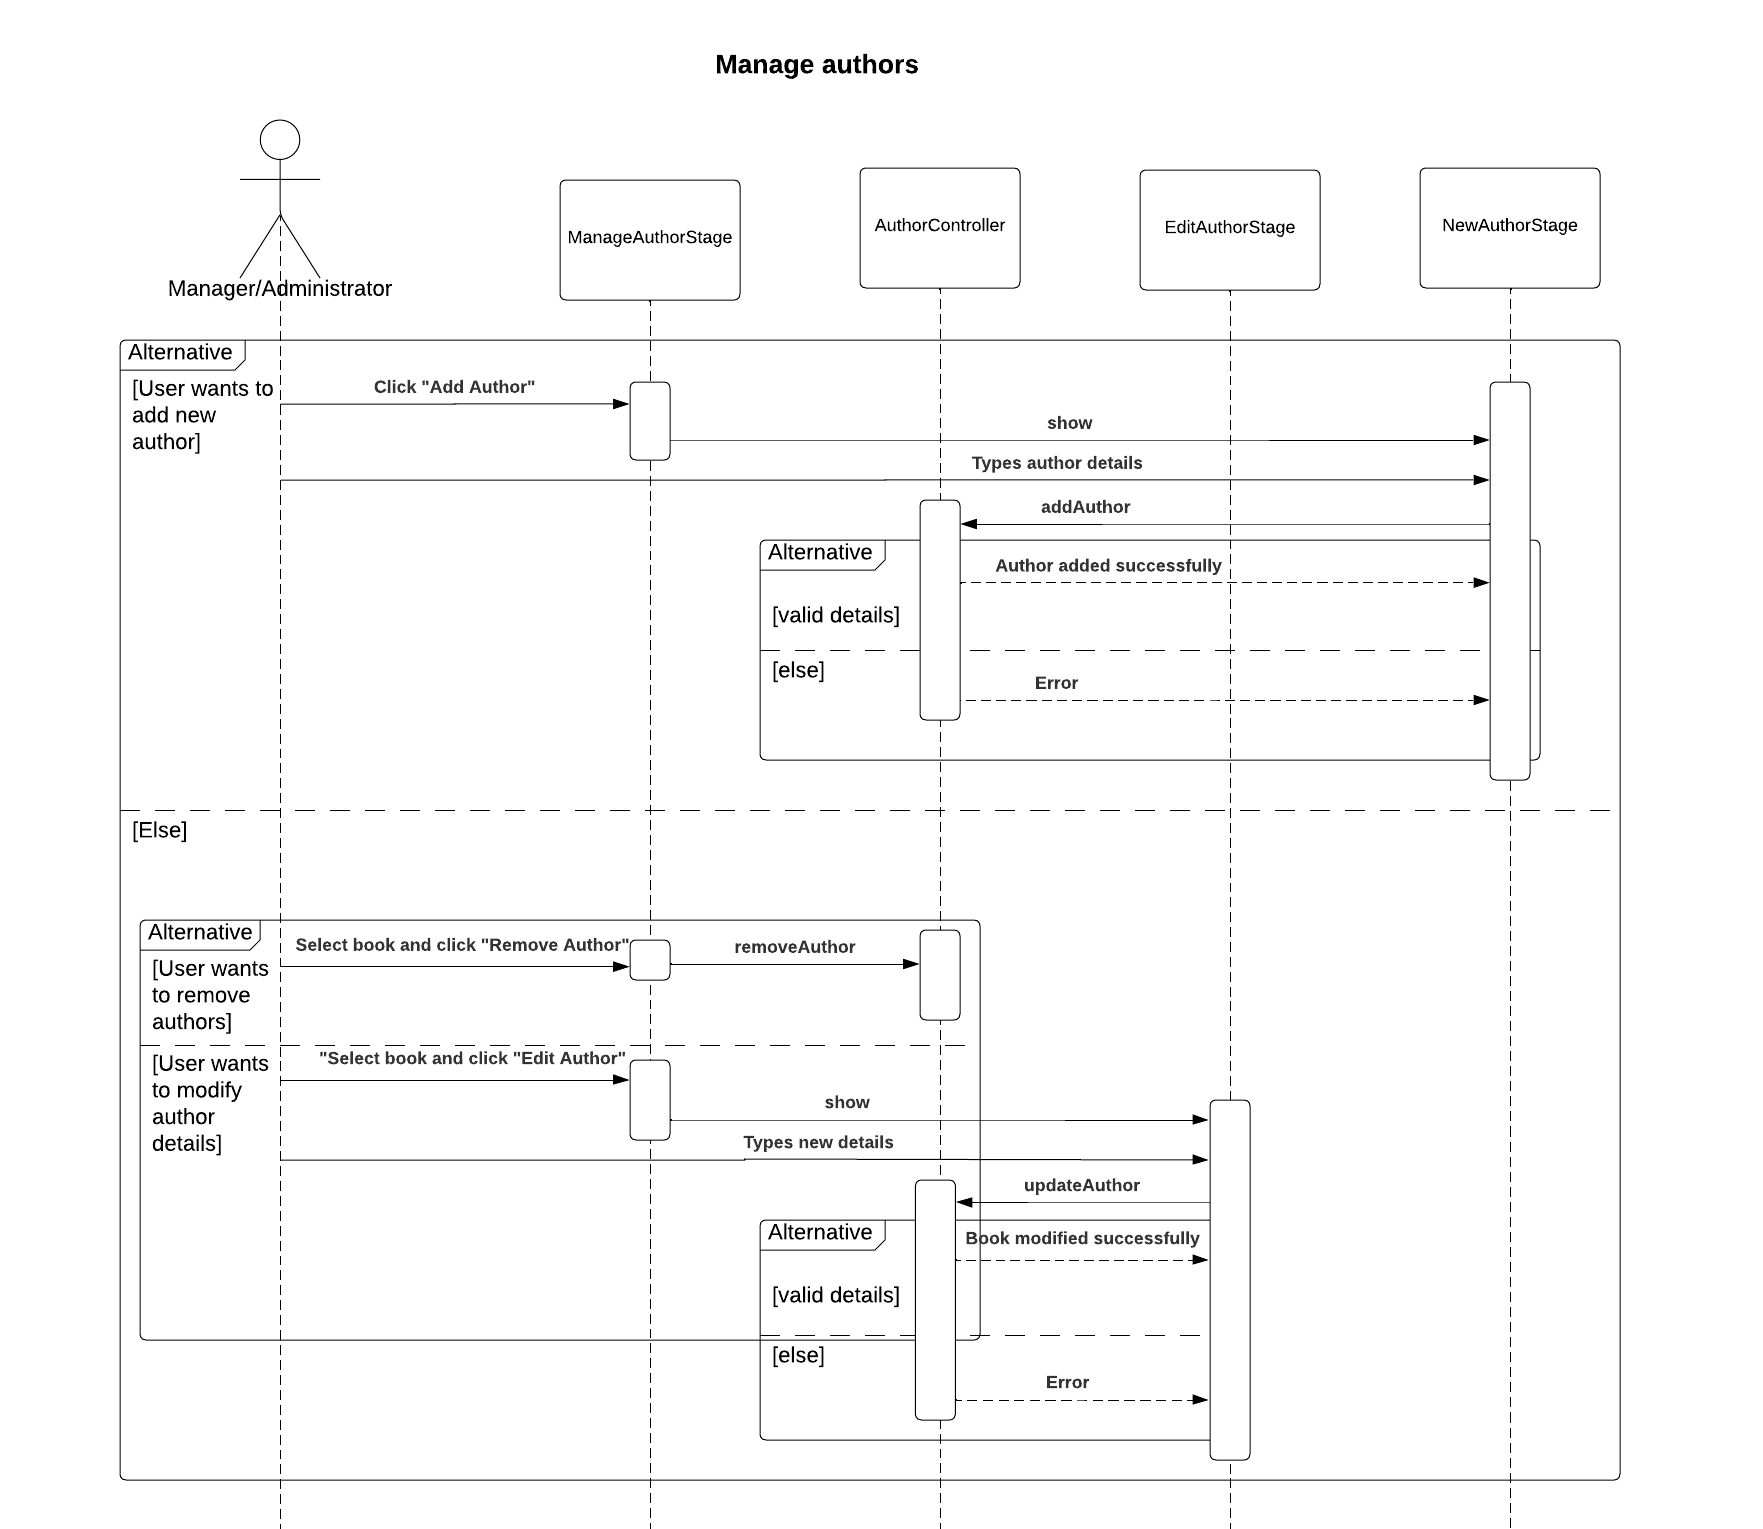 Manage authors
Manager/Administrator
ManageAuthorStage
AuthorController
EditAuthorStage
NewAuthorStage
Alternative
[User wants to
add new
author]
Click "Add Author"
show
Types author details
addAuthor
Alternative
Author added successfully
[valid details]
[else]
Error
[Else]
Alternative
Select book and click "Remove Author"
removeAuthor
[User wants
to remove
authors]
[User wants
to modify
author
details]
"Select book and click "Edit Author"
show
Types new details
updateAuthor
Alternative
Book modified successfully
[valid details]
[else]
Error